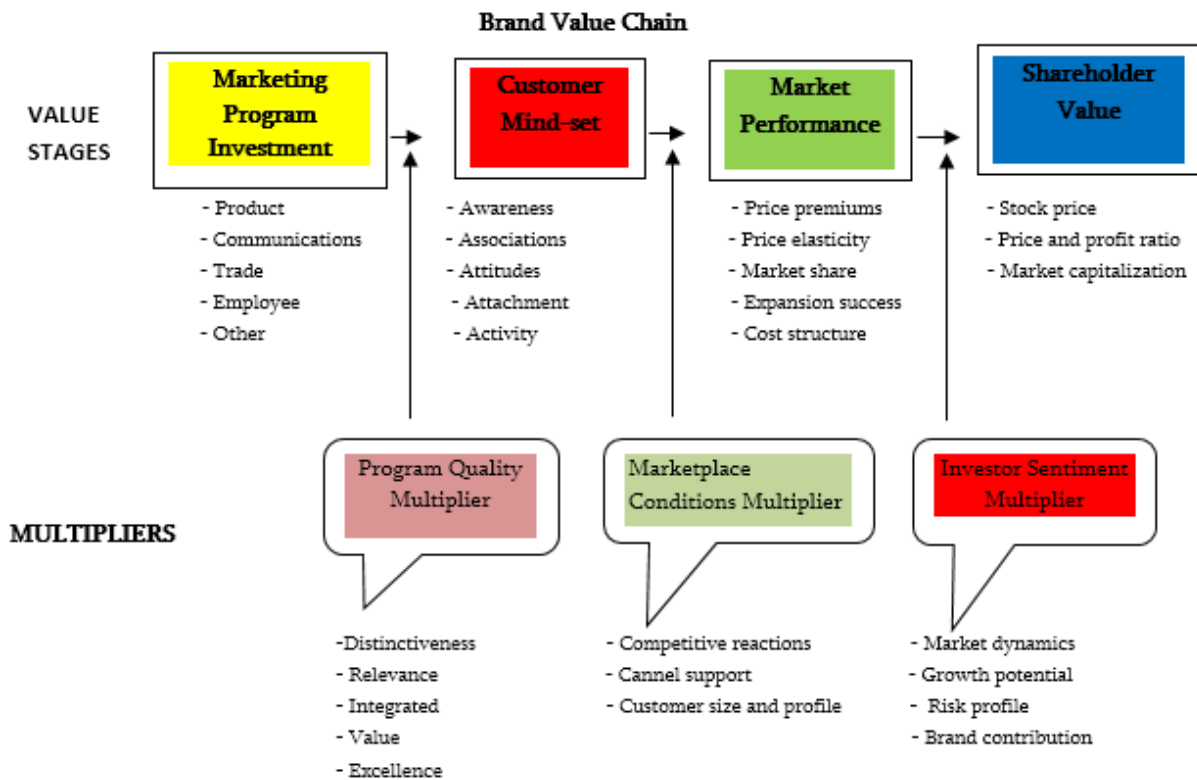 Brand Value Chain
VALUE
STAGES
Marketing
Program
Investment
Customer
Mind-set
Market
Performance
Shareholder
Value
- Product
- Communications
- Trade
- Employee
- Other
- Awareness
- Associations
- Attitudes
- Attachment
- Activity
- Price premiums
- Price elasticity
- Market share
- Expansion success
- Cost structure
- Stock price
- Price and profit ratio
- Market capitalization
MULTIPLIERS
Program Quality
Multiplier
Marketplace
Conditions Multiplier
Investor Sentiment
Multiplier
-Distinctiveness
- Relevance
- Integrated
- Value
- Excellence
- Competitive reactions
- Cannel support
- Customer size and profile
- Market dynamics
- Growth potential
- Risk profile
- Brand contribution